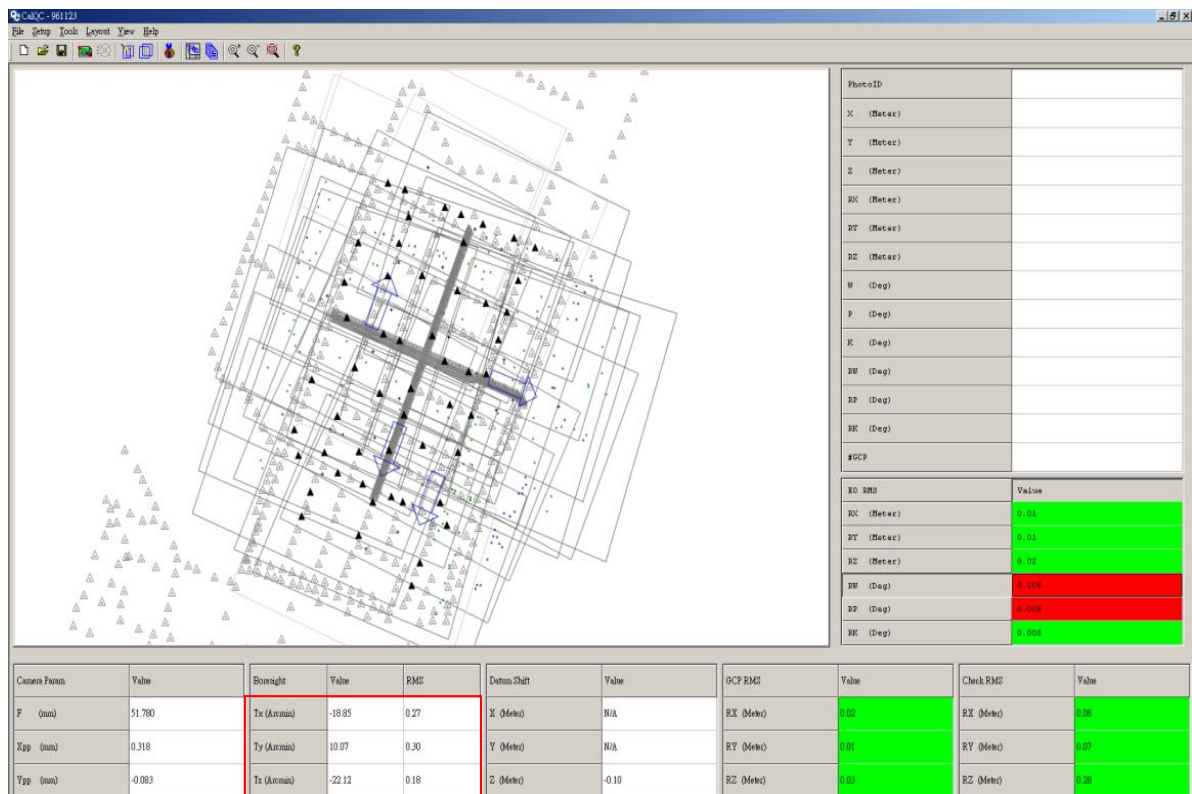 CalQC - 961123
File Setup Tools Layout View Help
PhotoID
X (Meter)
Y (Meter)
Z (Meter)
RX (Meter)
RY (Meter)
RZ (Meter)
W (Deg)
P (Deg)
K (Deg)
RW (Deg)
RP (Deg)
RK (Deg)
#GCP
EO RMS Value
RX (Meter) 0.01
RY (Meter) 0.01
RZ (Meter) 0.02
RW (Deg)
RP (Deg) 0.006
RK (Deg)
Camera Param Value Boresight Value RMS Datum Shift Value GCP RMS Value Check RMS Value
F (mm) 51.780 Tx (Arcmin) -18.85 0.27 X (Meter) N/A RX (Meter) 0.02 RX (Meter) 0.06
Xpp (mm) 0.318 Ty (Arcmin) 10.07 0.30 Y (Meter) N/A RY (Meter) 0.01 RY (Meter) 0.07
Ypp (mm) -0.083 Tz (Arcmin) -22.12 0.18 Z (Meter) -0.10 RZ (Meter) 0.03 RZ (Meter) 0.28